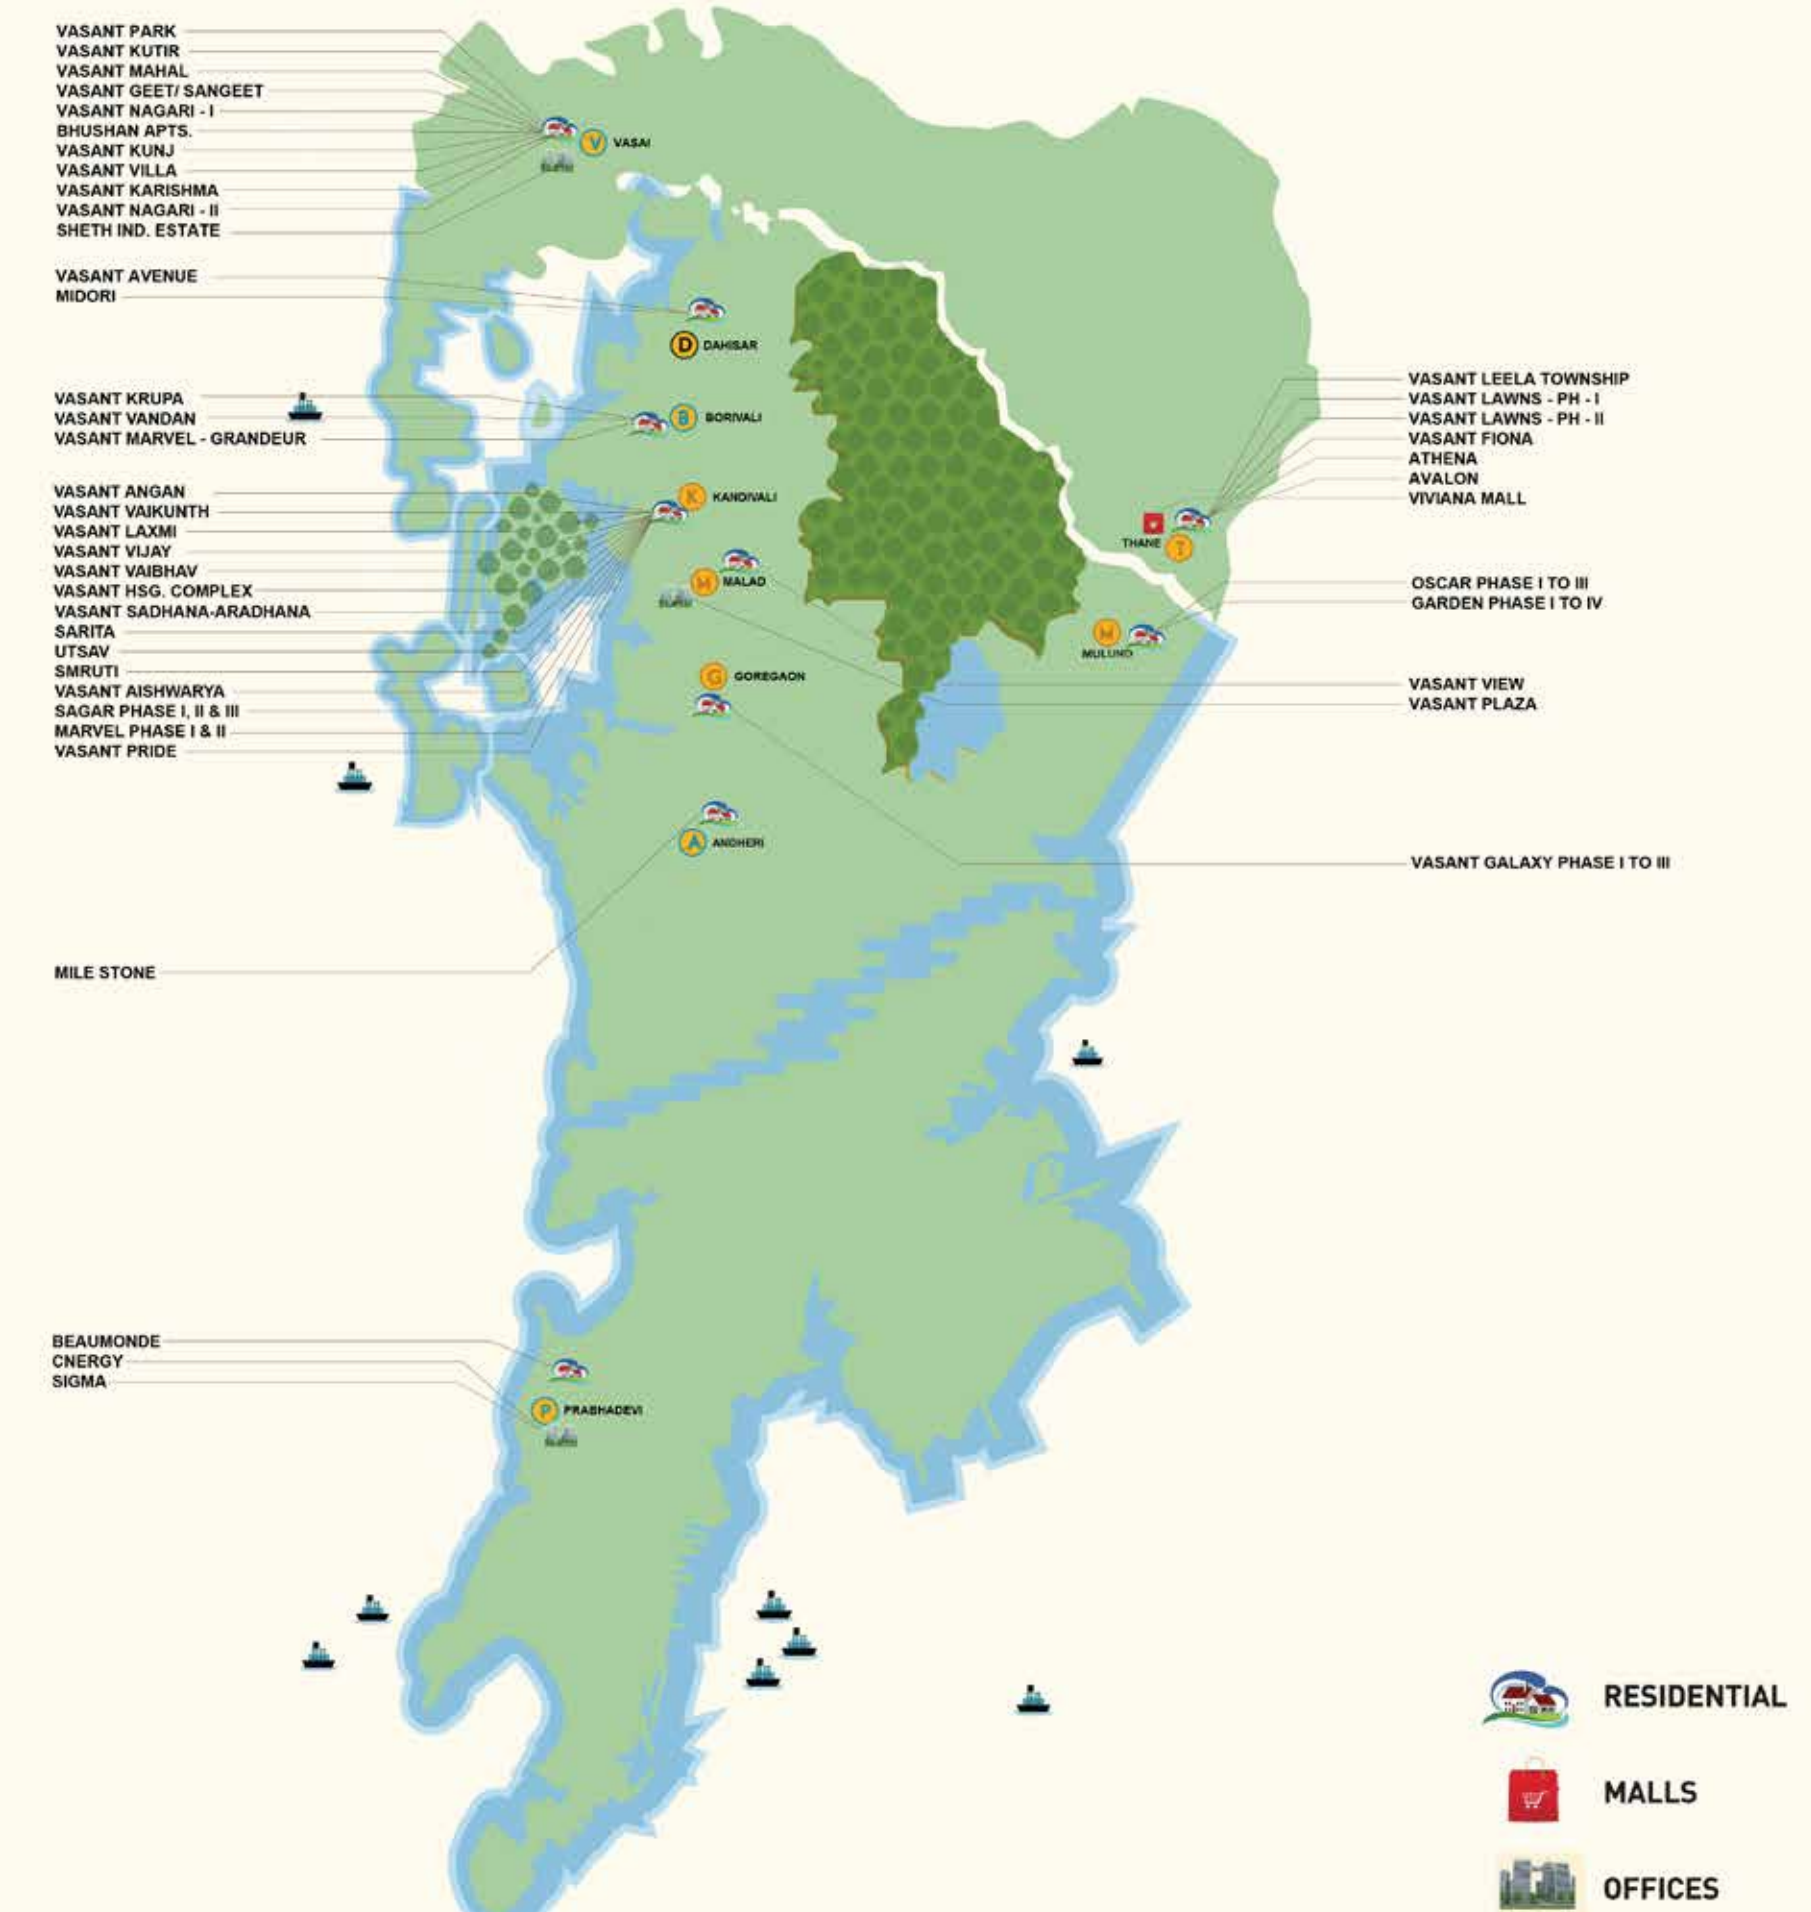 VASANT PARK
VASANT KUTIR
VASANT MAHAL
VASANT GEET/ SANGEET
VASANT NAGARI - I
BHUSHAN APTS.
VASANT KUNJ
VASANT VILLA
VASANT KARISHMA
VASANT NAGARI - II
SHETH IND. ESTATE
V VASAI
VASANT AVENUE
MIDORI
D DAHISAR
VASANT KRUPA
VASANT VANDAN
VASANT MARVEL - GRANDEUR
B BORIVALI
VASANT ANGAN
VASANT VAIKUNTH
VASANT LAXMI
VASANT VIJAY
VASANT VAIBHAV
VASANT HSG. COMPLEX
VASANT SADHANA-ARADHANA
SARITA
UTSAV
SMRUTI
VASANT AISHWARYA
SAGAR PHASE I, II & III
MARVEL PHASE I & II
VASANT PRIDE
K KANDIVALI
M MALAD
G GOREGAON
A ANDHERI
MILE STONE
VASANT LEELA TOWNSHIP
VASANT LAWNS - PH - I
VASANT LAWNS - PH - II
VASANT FIONA
ATHENA
AVALON
VIVIANA MALL
THANE T
OSCAR PHASE I TO III
GARDEN PHASE I TO IV
M
MULUND
VASANT VIEW
VASANT PLAZA
VASANT GALAXY PHASE I TO III
BEAUMONDE
CNERGY
SIGMA
P PRABHADEVI
RESIDENTIAL
MALLS
OFFICES